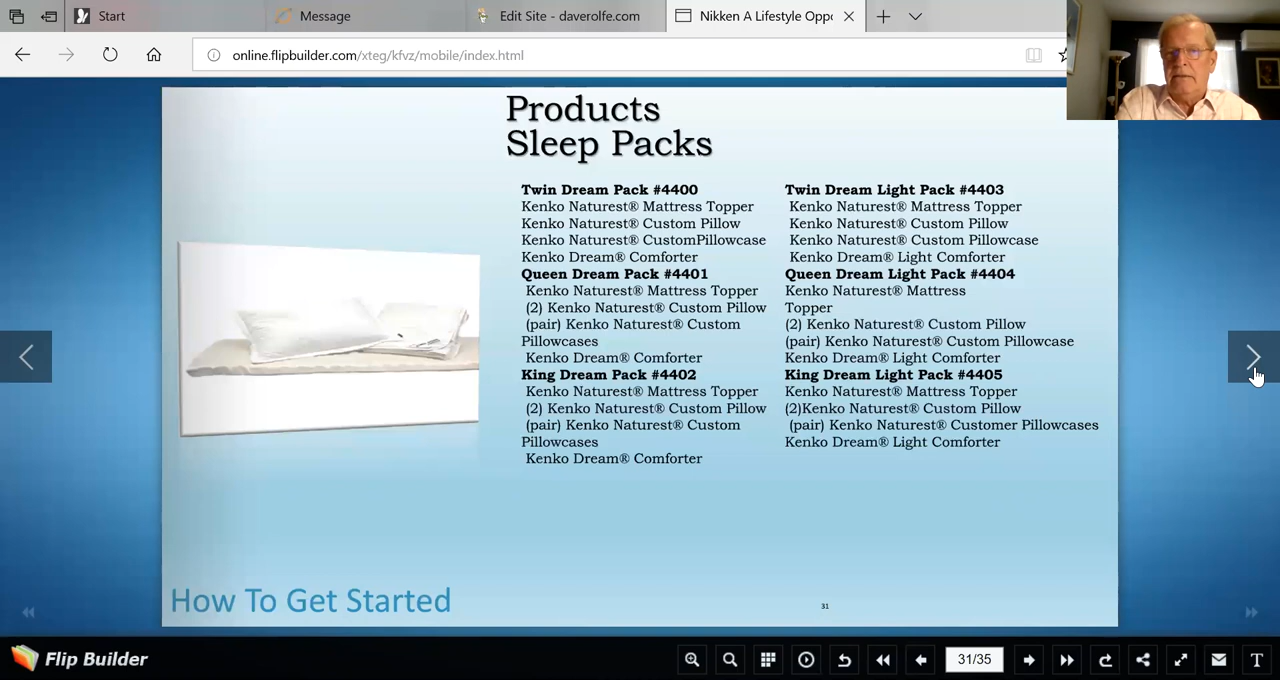 Start
Message
Edit Site - daverolfe.com
Nikken A Lifestyle Oppo
online.flipbuilder.com/xteg/kfvz/mobile/index.html
Products
Sleep Packs
Twin Dream Pack #4400
Kenko Naturest® Mattress Topper
Kenko Naturest® Custom Pillow
Kenko Naturest® CustomPillowcase
Kenko Dream® Comforter
Queen Dream Pack #4401
Kenko Naturest® Mattress Topper
(2) Kenko Naturest® Custom Pillow
(pair) Kenko Naturest® Custom
Pillowcases
Kenko Dream® Comforter
King Dream Pack #4402
Kenko Naturest® Mattress Topper
(2) Kenko Naturest® Custom Pillow
(pair) Kenko Naturest® Custom
Pillowcases
Kenko Dream® Comforter
Twin Dream Light Pack #4403
Kenko Naturest® Mattress Topper
Kenko Naturest® Custom Pillow
Kenko Naturest® Custom Pillowcase
Kenko Dream® Light Comforter
Queen Dream Light Pack #4404
Kenko Naturest® Mattress
Topper
(2) Kenko Naturest® Custom Pillow
(pair) Kenko Naturest® Custom Pillowcase
Kenko Dream® Light Comforter
King Dream Light Pack #4405
Kenko Naturest® Mattress Topper
(2)Kenko Naturest® Custom Pillow
(pair) Kenko Naturest® Customer Pillowcases
Kenko Dream® Light Comforter
How To Get Started
31
Flip Builder
31/35
T